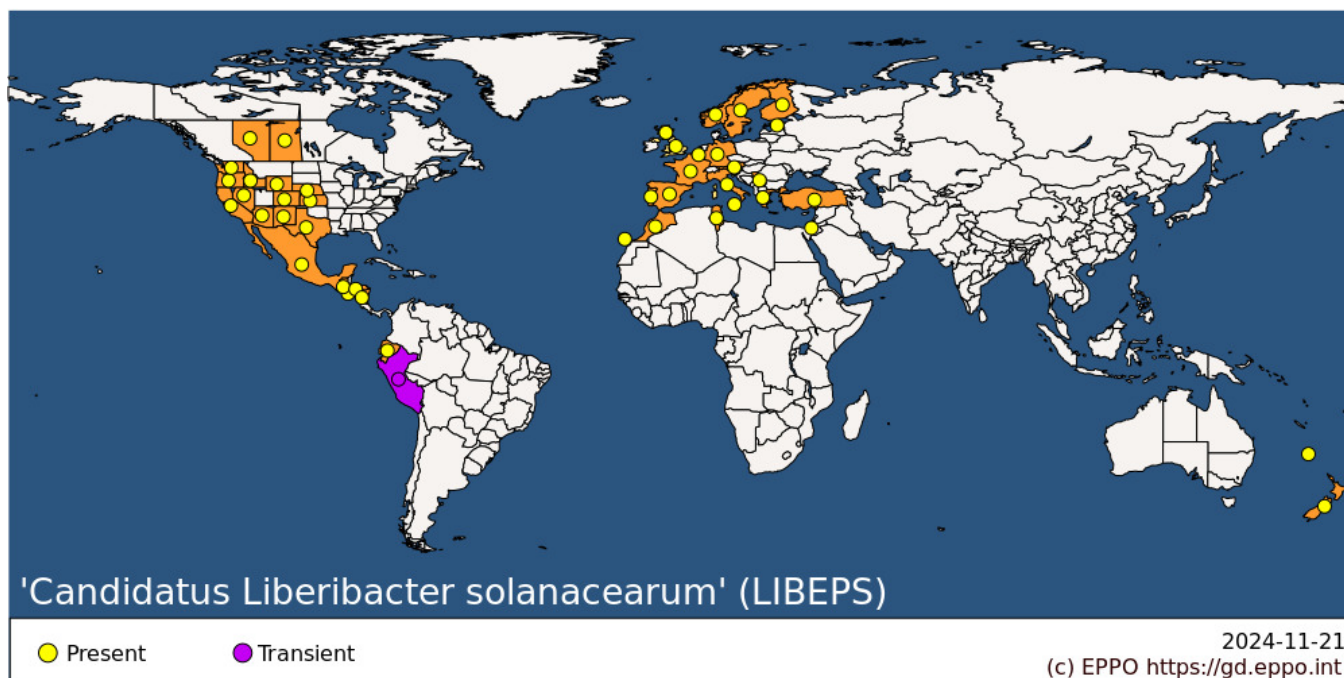 'Candidatus Liberibacter solanacearum' (LIBEPS)
Present
Transient
2024-11-21
(c) EPPO https://gd.eppo.int